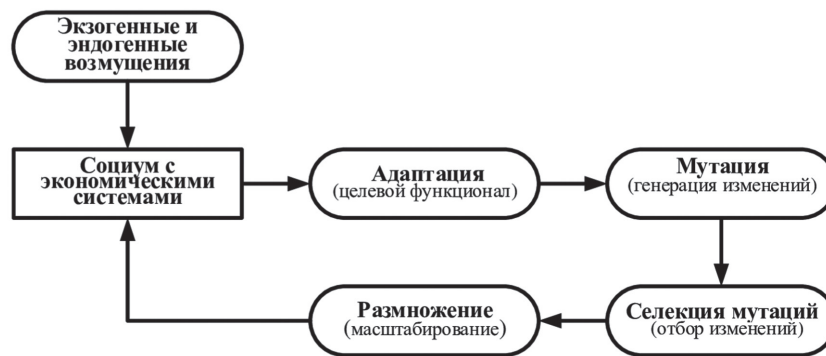 Экзогенные и
эндогенные
возмущения
Социум с
экономическими
системами
Адаптация
(целевой функционал)
Мутация
(генерация изменений)
Размножение
(масштабирование)
Селекция мутаций
(отбор изменений)